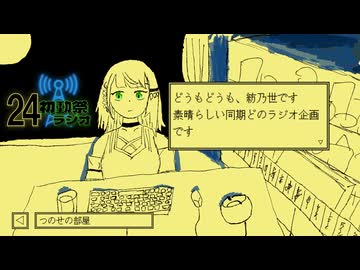 24初動祭
ラジオ
どうもどうも、紡乃世です
素晴らしい同期どのラジオ企画
です
つのせの部屋